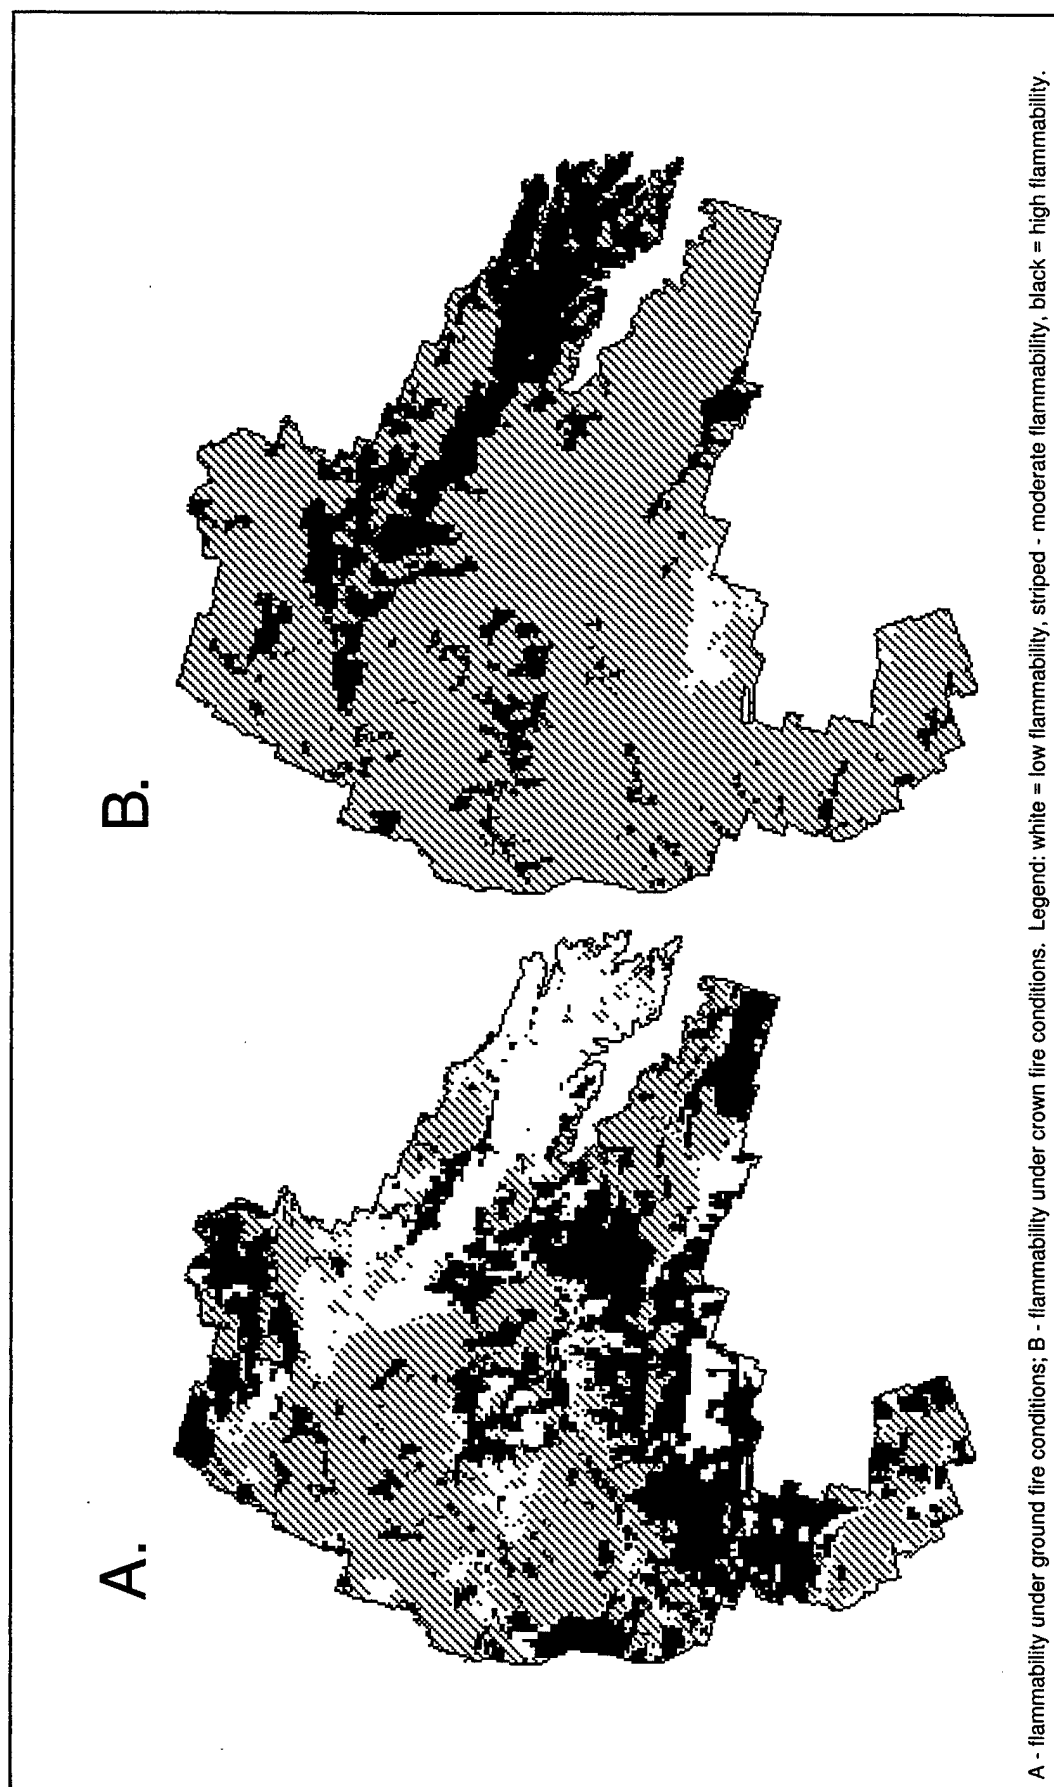 A.
B.
A - flammability under ground fire conditions; B - flammability under crown fire conditions. Legend: white = low flammability, striped - moderate flammability, black = high flammability.